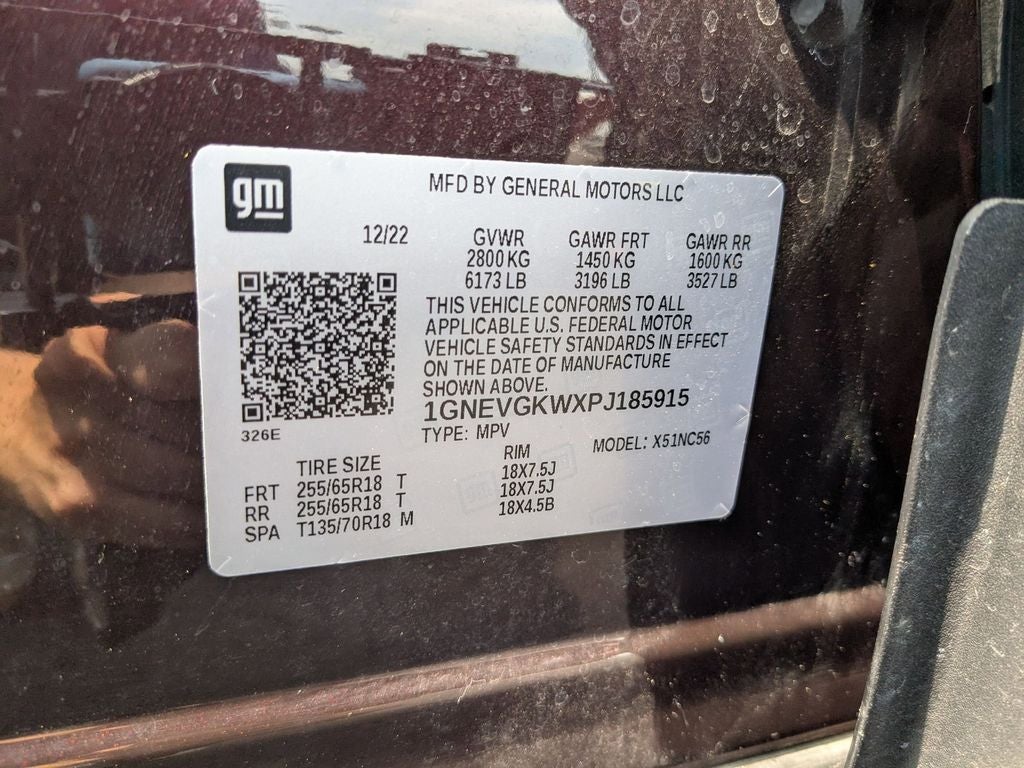 gm
MFD BY GENERAL MOTORS LLC
12/22 GVWR GAWR FRT GAWR RR
2800 KG 1450 KG 1600 KG
6173 LB 3196 LB 3527 LB
THIS VEHICLE CONFORMS TO ALL
APPLICABLE U.S. FEDERAL MOTOR
VEHICLE SAFETY STANDARDS IN EFFECT
ON THE DATE OF MANUFACTURE
SHOWN ABOVE.
1GNEVGKWXPJ185915
326E
TYPE: MPV MODEL: X51NC56
TIRE SIZE RIM
FRT 255/65R18 T 18X7.5J
RR 255/65R18 T 18X7.5J
SPA T135/70R18 M 18X4.5B